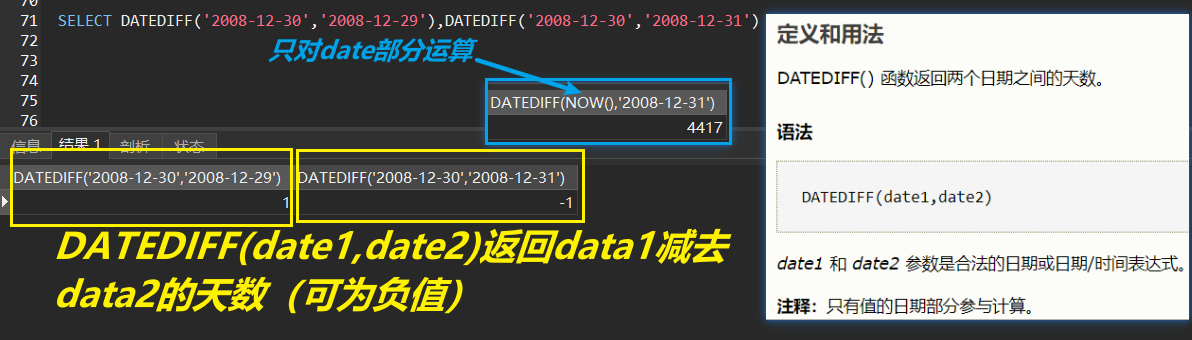 70
71 SELECT DATEDIFF('2008-12-30','2008-12-29'),DATEDIFF('2008-12-30','2008-12-31')
72
73
74
75
76
只对date部分运算
DATEDIFF(NOW(),'2008-12-31')
4417
信息 结果 1 剖析 状态
DATEDIFF('2008-12-30','2008-12-29') DATEDIFF('2008-12-30','2008-12-31')
1 -1
DATEDIFF(date1,date2)返回data1减去
data2的天数（可为负值）
定义和用法
DATEDIFF() 函数返回两个日期之间的天数。
语法
DATEDIFF(date1,date2)
date1 和 date2 参数是合法的日期或日期/时间表达式。
注释：只有值的日期部分参与计算。